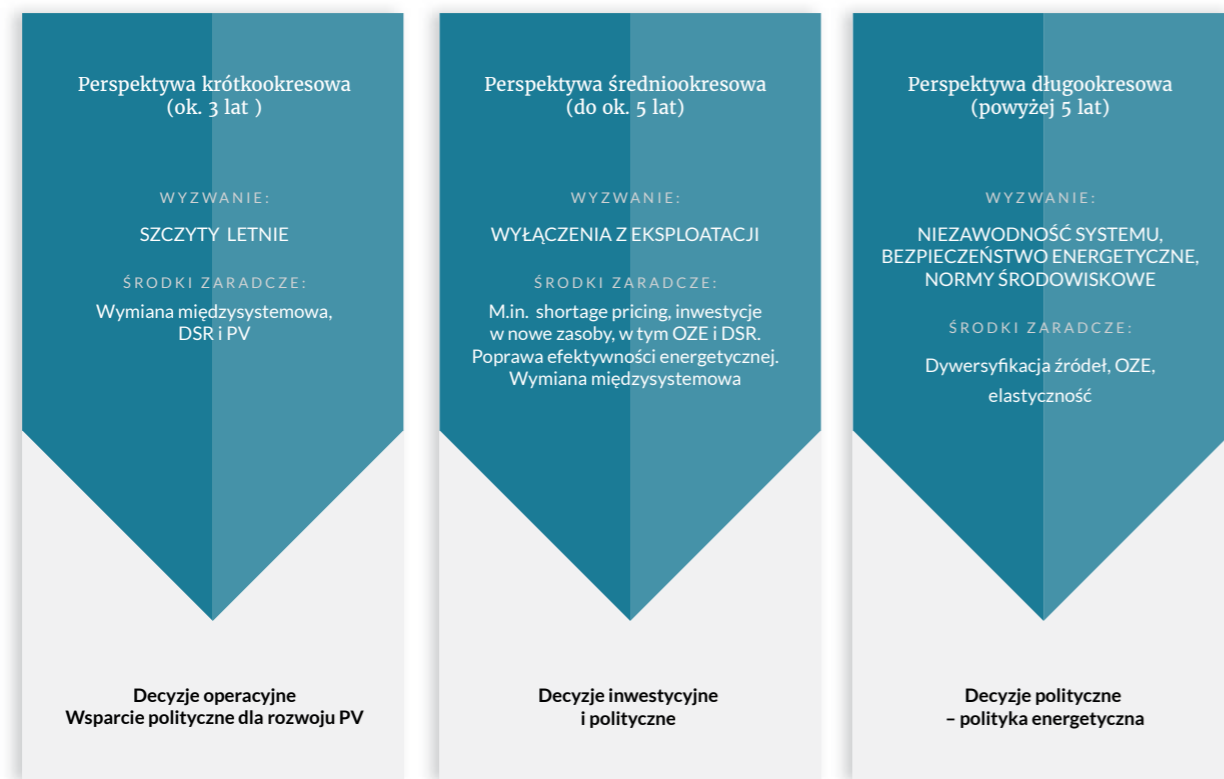 Perspektywa krótkookresowa
(ok. 3 lat )
WYZWANIE:
SZCZYTY LETNIE
ŚRODKI ZARADCZE:
Wymiana międzysystemowa,
DSR i PV
Decyzje operacyjne
Wsparcie polityczne dla rozwoju PV
Perspektywa średniookresowa
(do ok. 5 lat)
WYZWANIE:
WYŁĄCZENIA Z EKSPLOATACJI
ŚRODKI ZARADCZE:
M.in. shortage pricing, inwestycje
w nowe zasoby, w tym OZE i DSR.
Poprawa efektywności energetycznej.
Wymiana międzysystemowa
Decyzje inwestycyjne
i polityczne
Perspektywa długookresowa
(powyżej 5 lat)
WYZWANIE:
NIEZAWODNOŚĆ SYSTEMU,
BEZPIECZEŃSTWO ENERGETYCZNE,
NORMY ŚRODOWISKOWE
ŚRODKI ZARADCZE:
Dywersyfikacja źródeł, OZE,
elastyczność
Decyzje polityczne
– polityka energetyczna